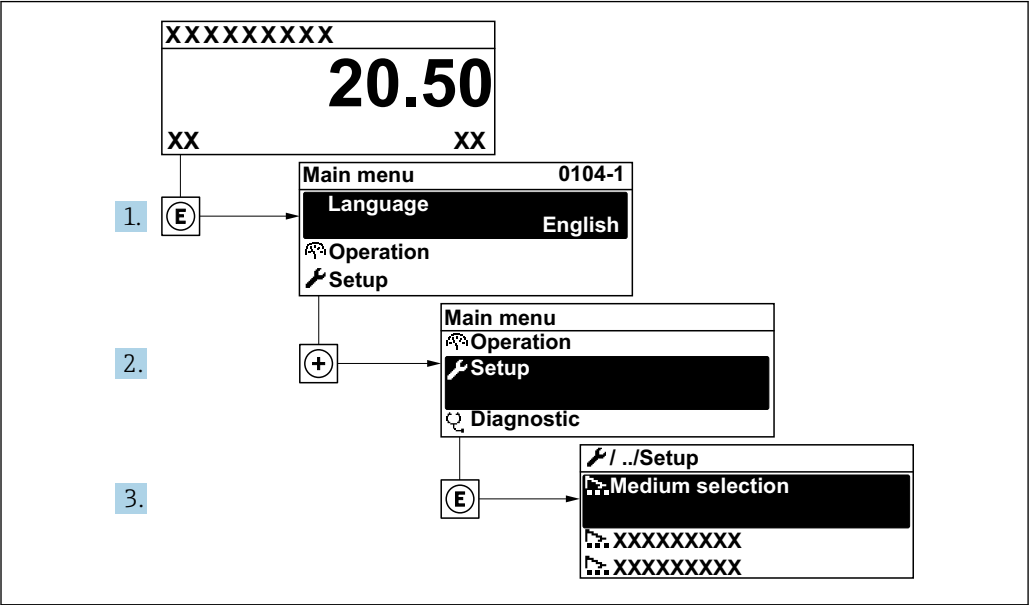 XXXXXXXXX
20.50
XX XX
Main menu 0104-1
Language
English
Operation
Setup
1. E
Main menu
Operation
Setup
Diagnostic
2. +
/ ../Setup
Medium selection
XXXXXXXXX
XXXXXXXXX
3. E